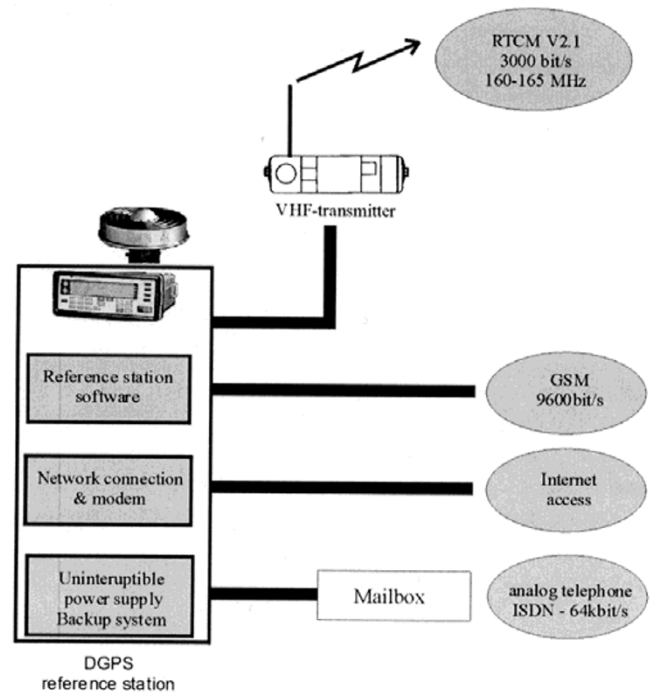 RTCM V2.1
3000 bit/s
160-165 MHz
VHF-transmitter
Reference station
software
GSM
9600bit/s
Network connection
& modem
Internet
access
Uninteruptible
power supply
Backup system
Mailbox
analog telephone
ISDN - 64kbit/s
DGPS
reference station